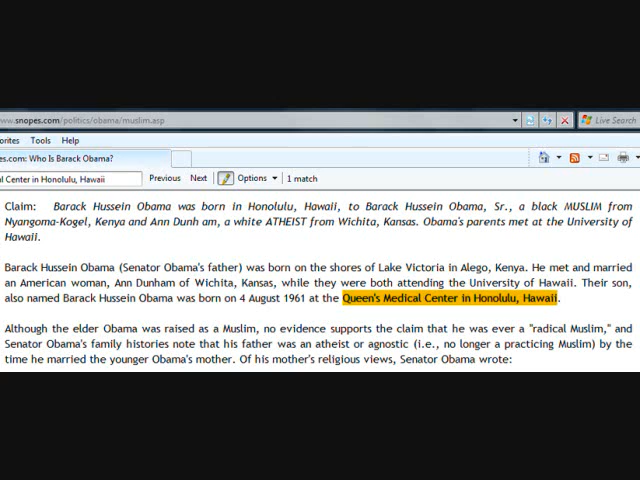 ww.snopes.com/politics/obama/muslim.asp
Live Search
orites Tools Help
es.com: Who Is Barack Obama?
al Center in Honolulu, Hawaii Previous Next Options 1 match
Claim: Barack Hussein Obama was born in Honolulu, Hawaii, to Barack Hussein Obama, Sr., a black MUSLIM from
Nyangoma-Kogel, Kenya and Ann Dunh am, a white ATHEIST from Wichita, Kansas. Obama's parents met at the University of
Hawaii.
Barack Hussein Obama (Senator Obama's father) was born on the shores of Lake Victoria in Alego, Kenya. He met and married
an American woman, Ann Dunham of Wichita, Kansas, while they were both attending the University of Hawaii. Their son,
also named Barack Hussein Obama was born on 4 August 1961 at the Queen's Medical Center in Honolulu, Hawaii.
Although the elder Obama was raised as a Muslim, no evidence supports the claim that he was ever a "radical Muslim," and
Senator Obama's family histories note that his father was an atheist or agnostic (i.e., no longer a practicing Muslim) by the
time he married the younger Obama's mother. Of his mother's religious views, Senator Obama wrote: